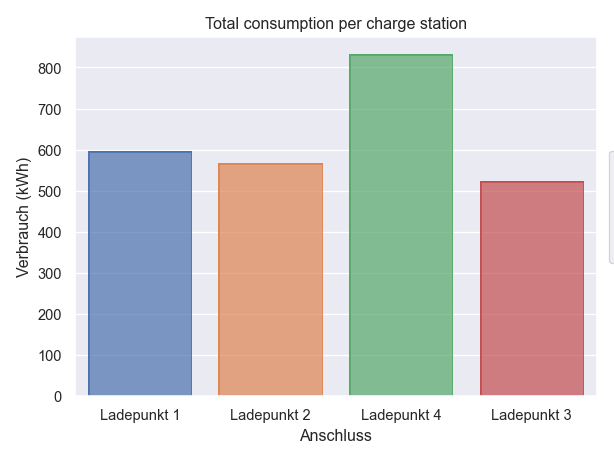 Total consumption per charge station
Verbrauch (kWh)
800
700
600
500
400
300
200
100
0
Ladepunkt 1
Ladepunkt 2
Ladepunkt 4
Ladepunkt 3
Anschluss